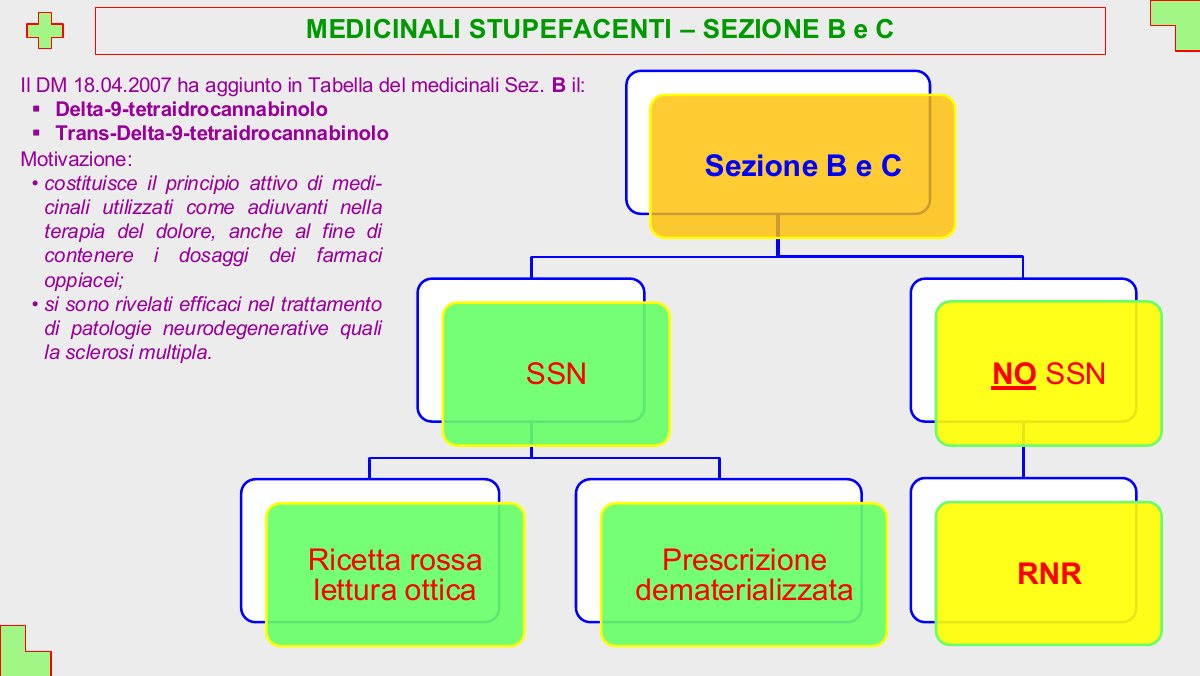 MEDICINALI STUPEFACENTI – SEZIONE B e C
Il DM 18.04.2007 ha aggiunto in Tabella del medicinali Sez. B il:
▪ Delta-9-tetraidrocannabinolo
▪ Trans-Delta-9-tetraidrocannabinolo
Motivazione:
• costituisce il principio attivo di medi-
cinali utilizzati come adiuvanti nella
terapia del dolore, anche al fine di
contenere i dosaggi dei farmaci
oppiacei;
• si sono rivelati efficaci nel trattamento
di patologie neurodegenerative quali
la sclerosi multipla.
Sezione B e C
SSN
NO SSN
Ricetta rossa
lettura ottica
Prescrizione
dematerializzata
RNR